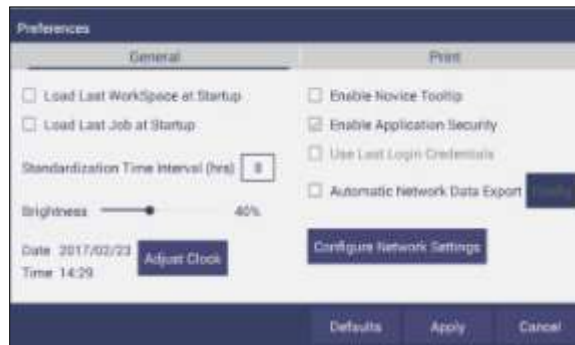 Preferences
General
Print
Load Last WorkSpace at Startup
Load Last Job at Startup
Standardization Time Interval (hrs) 8
Brightness 40%
Date 2017/02/23
Time 14:29
Adjust Clock
Enable Novice Tooltip
Enable Application Security
Use Last Login Credentials
Automatic Network Data Export
Configure Network Settings
Defaults
Apply
Cancel